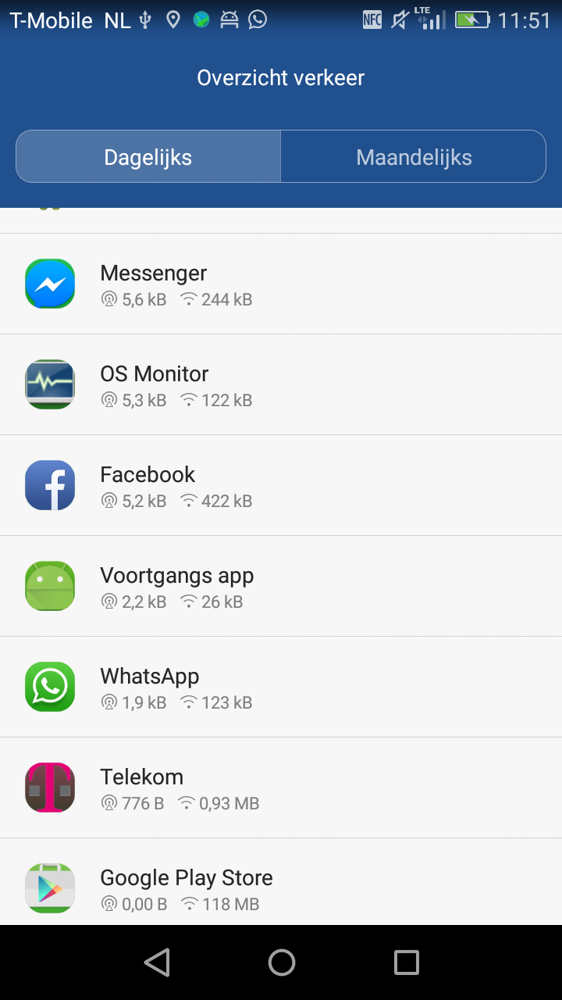 T-Mobile NL NFC LTE 11:51
Overzicht verkeer
Dagelijks Maandelijks
Messenger
5,6 kB 244 kB
OS Monitor
5,3 kB 122 kB
Facebook
5,2 kB 422 kB
Voortgangs app
2,2 kB 26 kB
WhatsApp
1,9 kB 123 kB
Telekom
776 B 0,93 MB
Google Play Store
0,00 B 118 MB